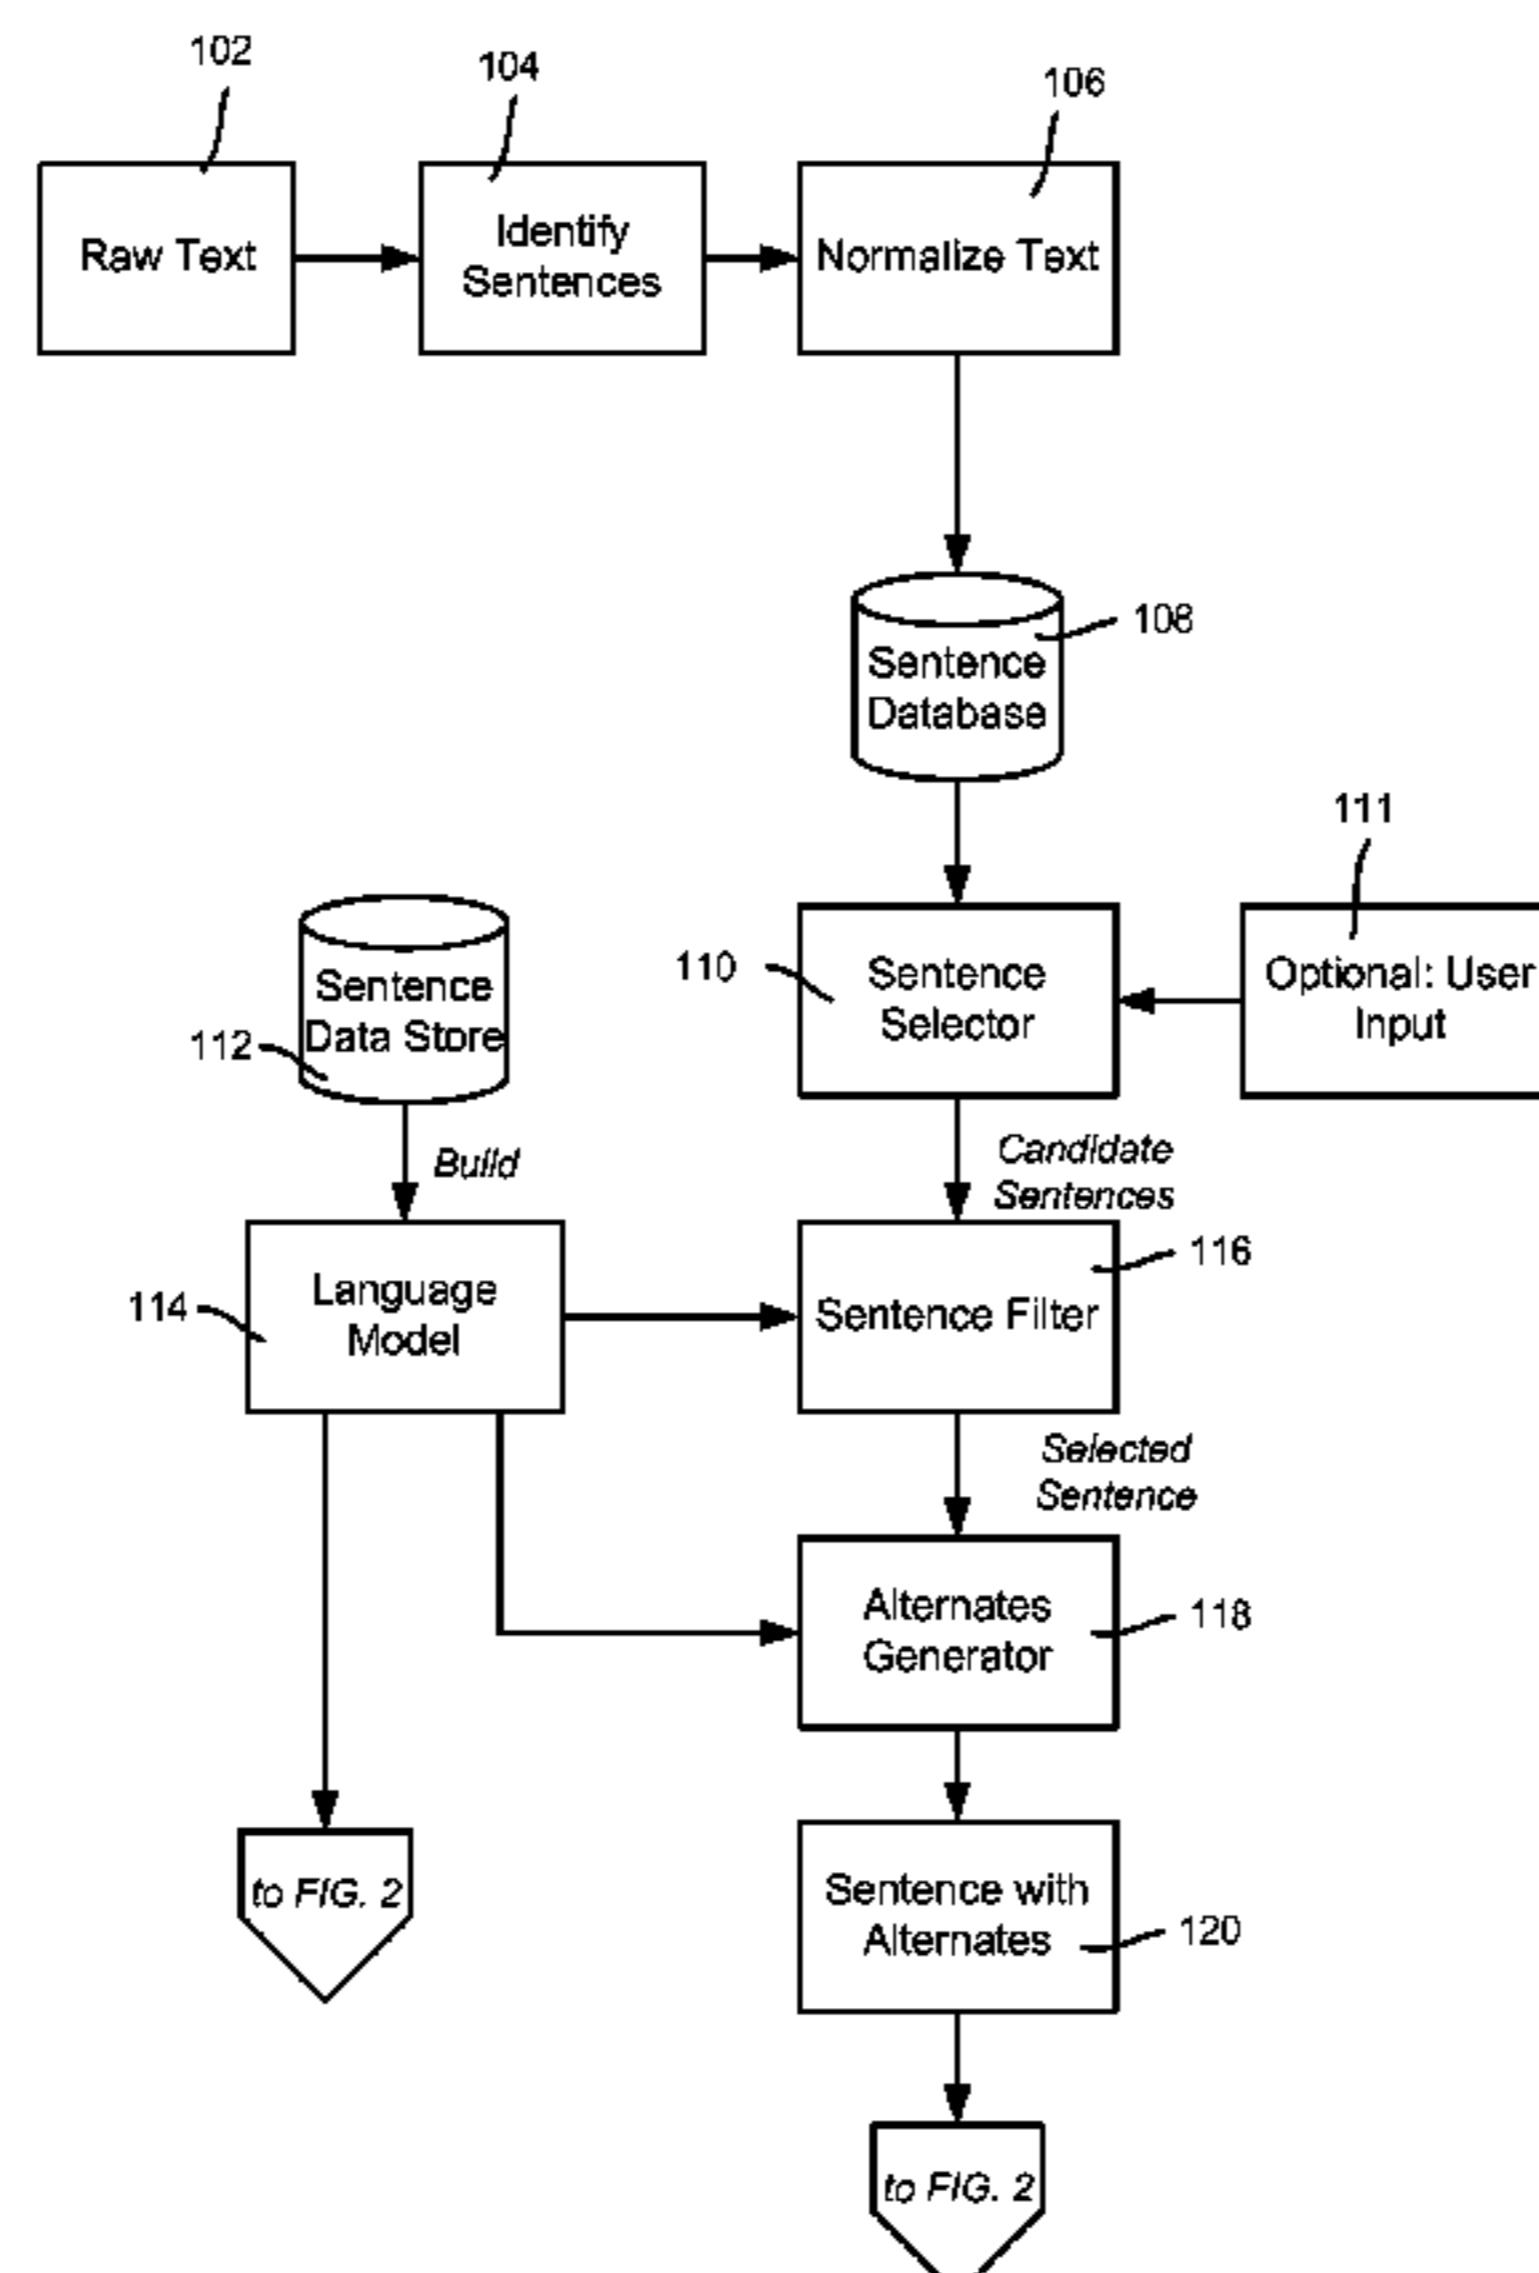 102
104
106
Raw Text
Identify
Sentences
Normalize Text
108
Sentence
Database
111
110
Sentence
Selector
Optional: User
Input
Sentence
Data Store
112
Build
Candidate
Sentences
116
114
Language
Model
Sentence Filter
Selected
Sentence
Alternates
Generator
118
to FIG. 2
Sentence with
Alternates
120
to FIG. 2